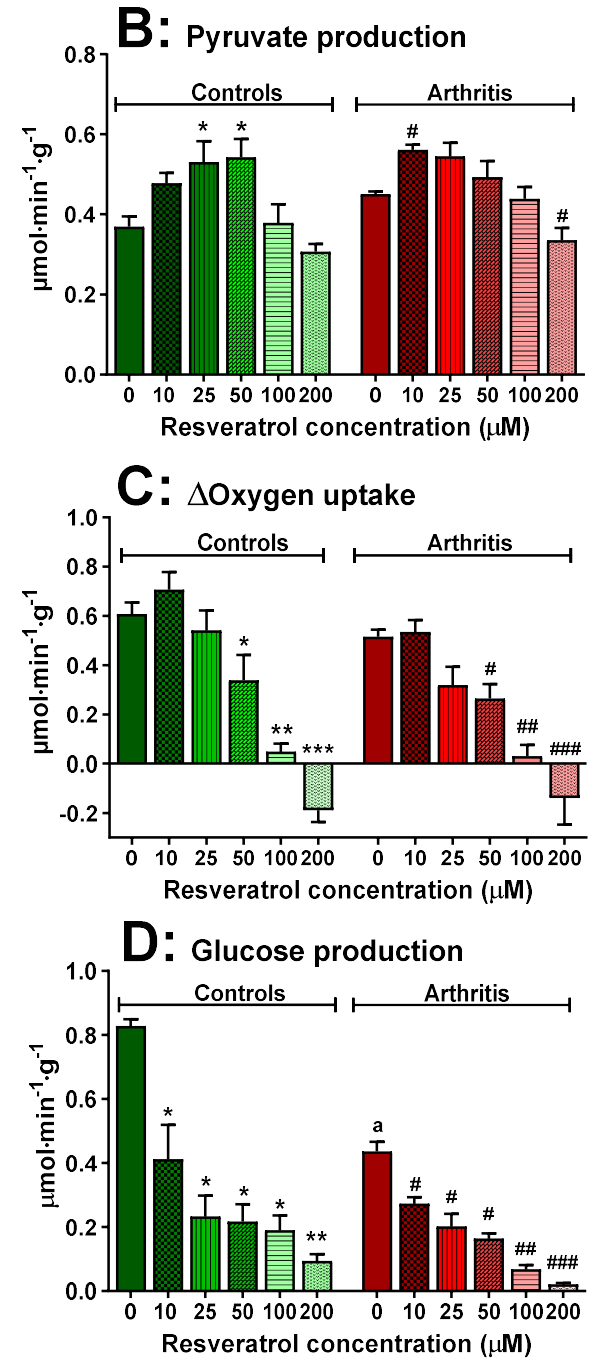 B: Pyruvate production
0.8
Controls Arthritis
* * #
0.6
#
0.4
0.2
0.0
µmol·min-1·g-1
0 10 25 50 100 200 0 10 25 50 100 200
Resveratrol concentration (µM)
C: ΔOxygen uptake
1.0
Controls Arthritis
0.8
0.6
* #
0.4
0.2
** *** ## ###
0.0
-0.2
µmol·min-1·g-1
0 10 25 50 100 200 0 10 25 50 100 200
Resveratrol concentration (µM)
D: Glucose production
1.0
Controls Arthritis
0.8
0.6
* a
0.4
* * * # # #
0.2
** ## ###
0.0
µmol·min-1·g-1
0 10 25 50 100 200 0 10 25 50 100 200
Resveratrol concentration (µM)